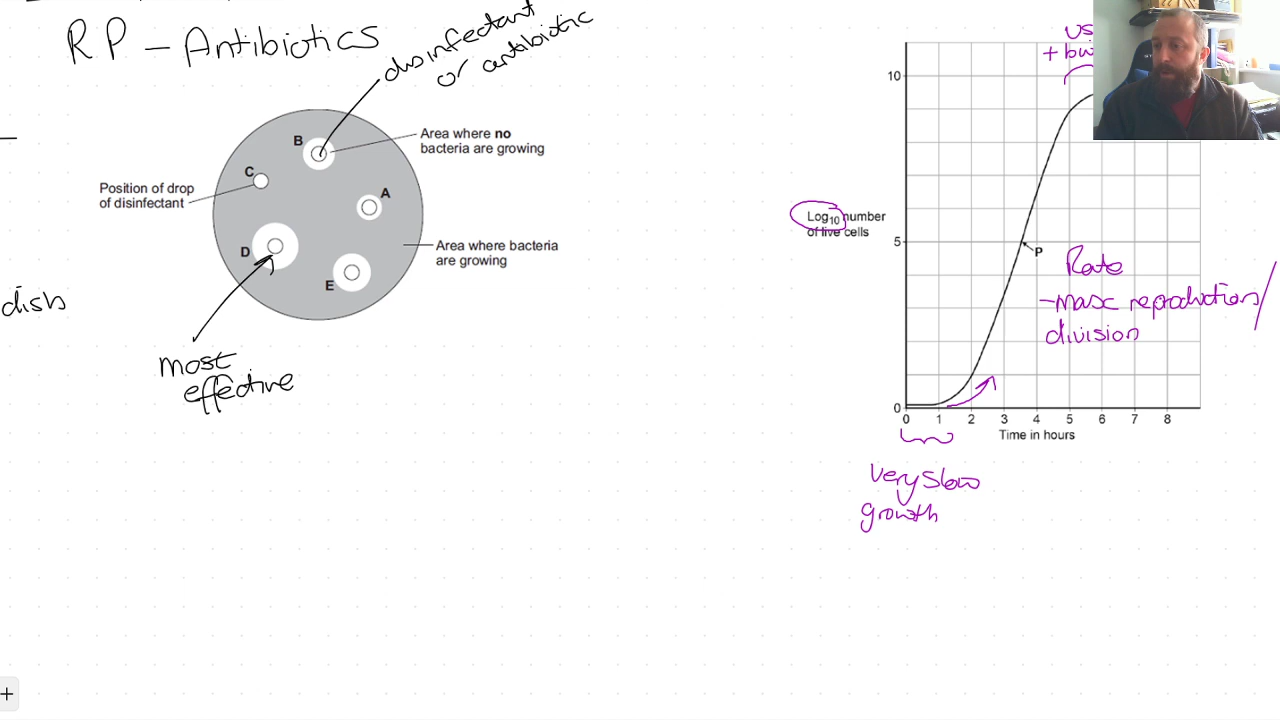 RP - Antibiotics
disinfectant
or antibiotic
B
Area where no
bacteria are growing
C
Position of drop
of disinfectant
A
D
Area where bacteria
are growing
E
dish
most
effective
+
10
Log10 number
of live cells
5
P
Rate
-max reproduction/
division
0
0 1 2 3 4 5 6 7 8
Time in hours
very slow
growth